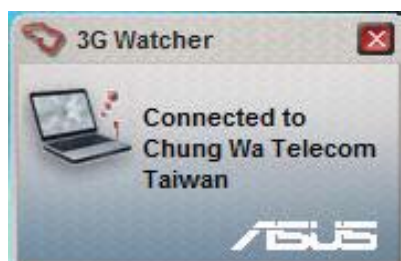 3G Watcher
Connected to
Chung Wa Telecom
Taiwan
ASUS